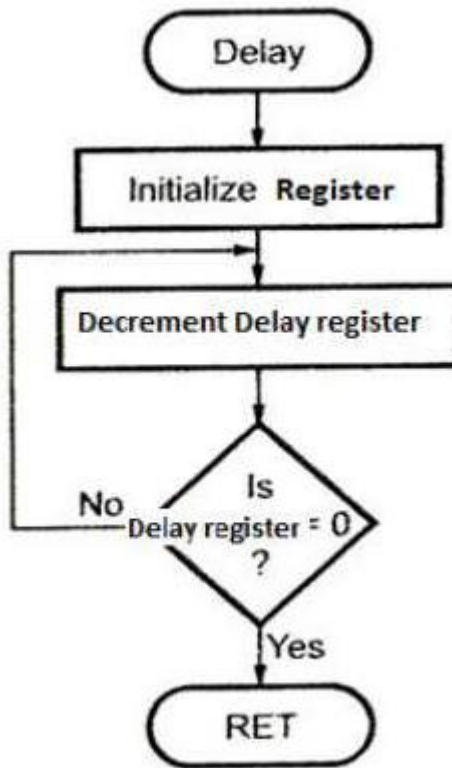 Delay
Initialize Register
Decrement Delay register
Is
No
Delay register = 0
?
Yes
RET